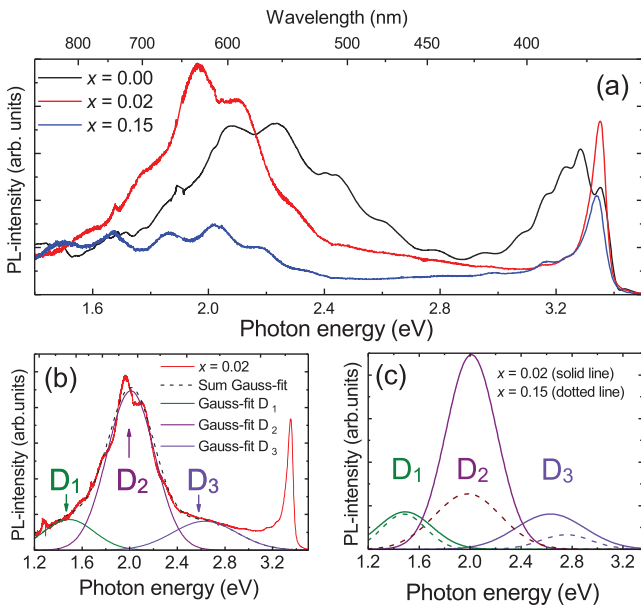 Wavelength (nm)
800 700 600 500 450 400 350
x = 0.00
x = 0.02
x = 0.15
(a)
PL-intensity (arb. units)
1.6 2.0 2.4 2.8 3.2
Photon energy (eV)
(b)
x = 0.02
Sum Gauss-fit
Gauss-fit D1
Gauss-fit D2
Gauss-fit D3
D1
D2
D3
PL-intensity (arb.units)
1.2 1.6 2.0 2.4 2.8 3.2
Photon energy (eV)
(c)
x = 0.02 (solid line)
x = 0.15 (dotted line)
D1
D2
D3
PL-intensity (arb.units)
1.2 1.6 2.0 2.4 2.8 3.2
Photon energy (eV)